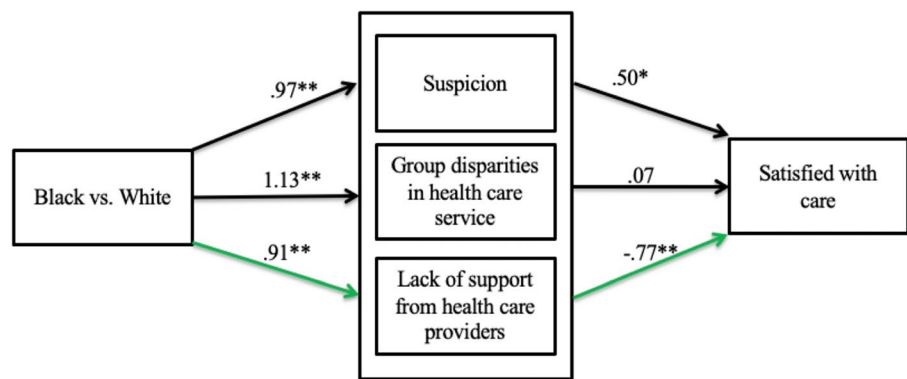 Black vs. White
.97**
1.13**
.91**
Suspicion
Group disparities
in health care
service
Lack of support
from health care
providers
.50*
.07
-.77**
Satisfied with
care